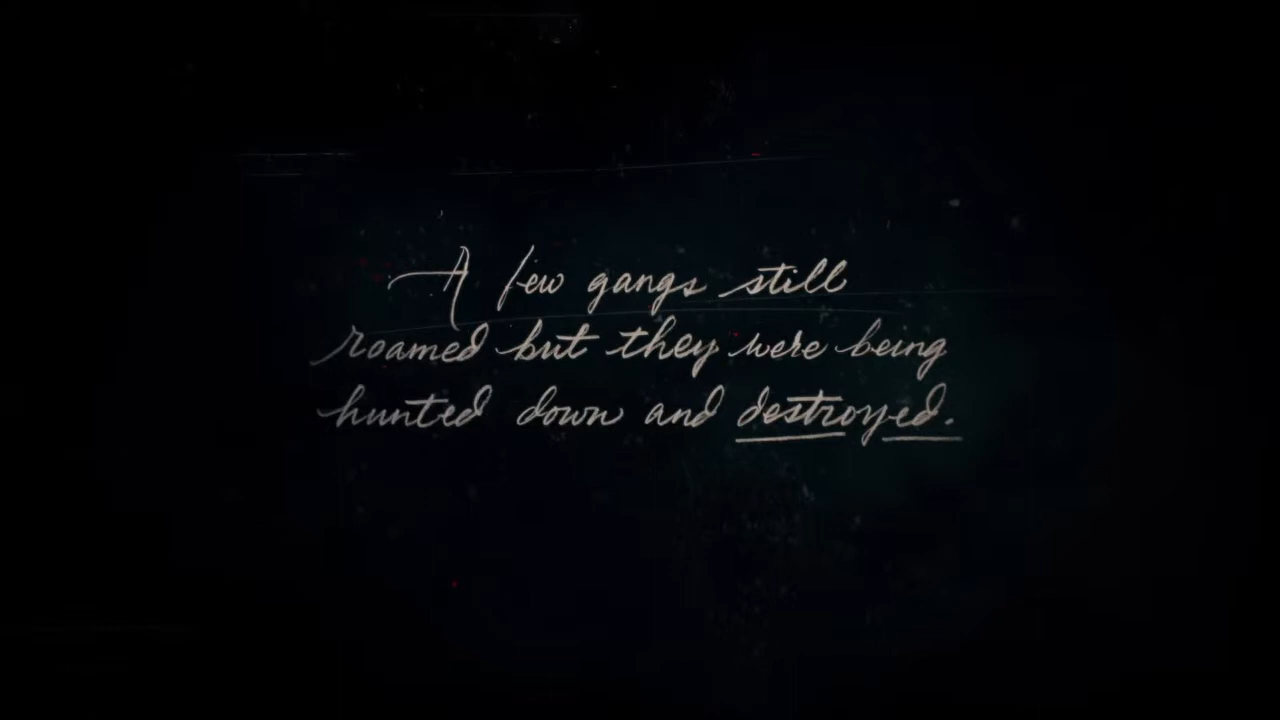 A few gangs still
roamed but they were being
hunted down and destroyed.